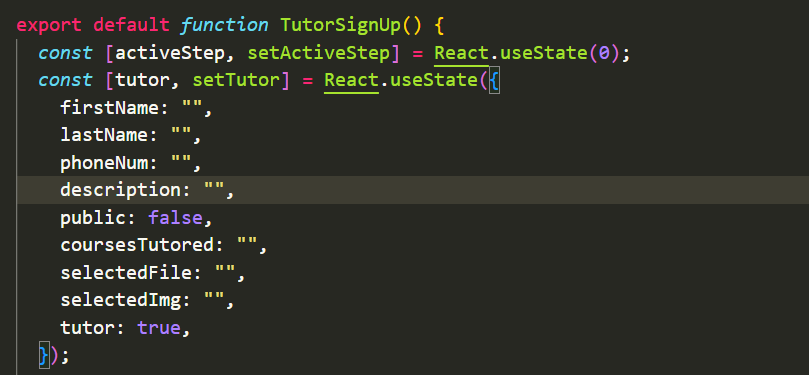 export default function TutorSignUp() {
const [activeStep, setActiveStep] = React.useState(0);
const [tutor, setTutor] = React.useState({
firstName: "",
lastName: "",
phoneNum: "",
description: "",
public: false,
coursesTutored: "",
selectedFile: "",
selectedImg: "",
tutor: true,
});